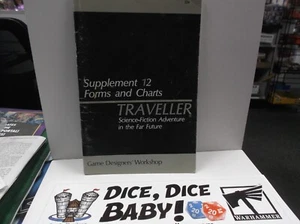 Supplement 12
Forms and Charts
TRAVELLER
Science-Fiction Adventure
in the Far Future
Game Designers' Workshop
DICE, DICE
BABY!
WARHAMMER